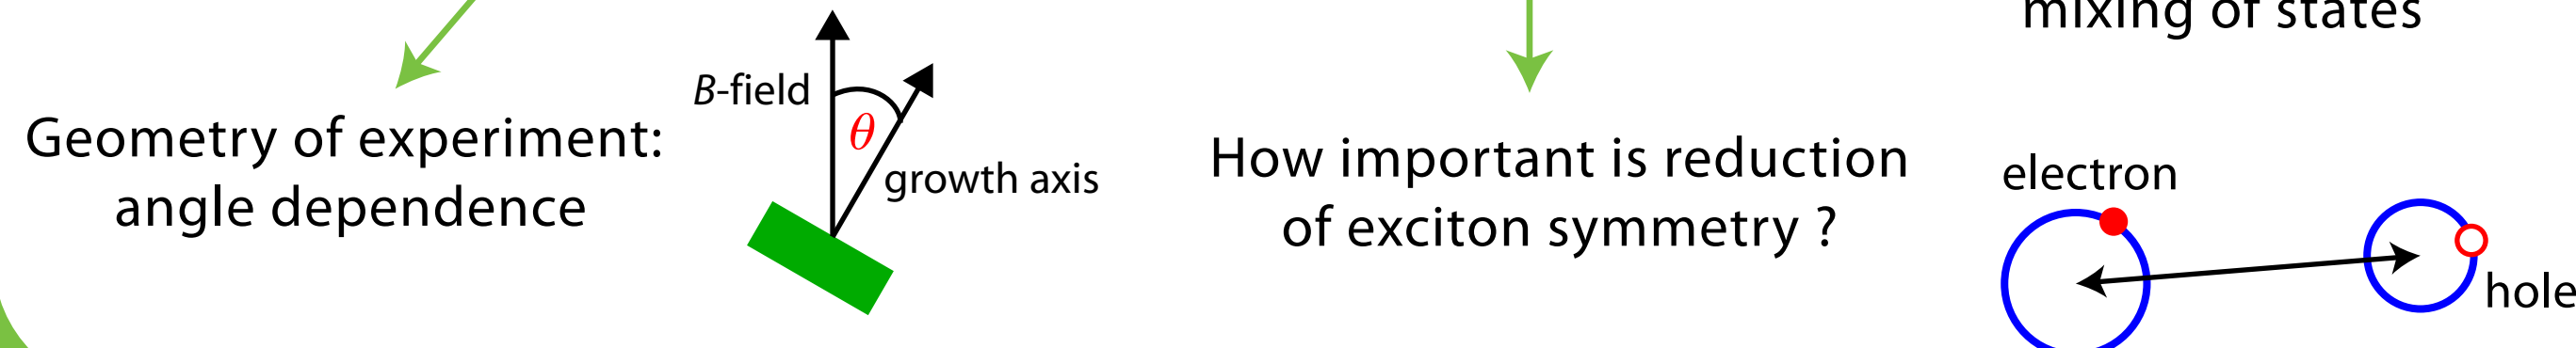 mixing of states
B-field
θ
growth axis
Geometry of experiment:
angle dependence
How important is reduction
of exciton symmetry ?
electron
hole